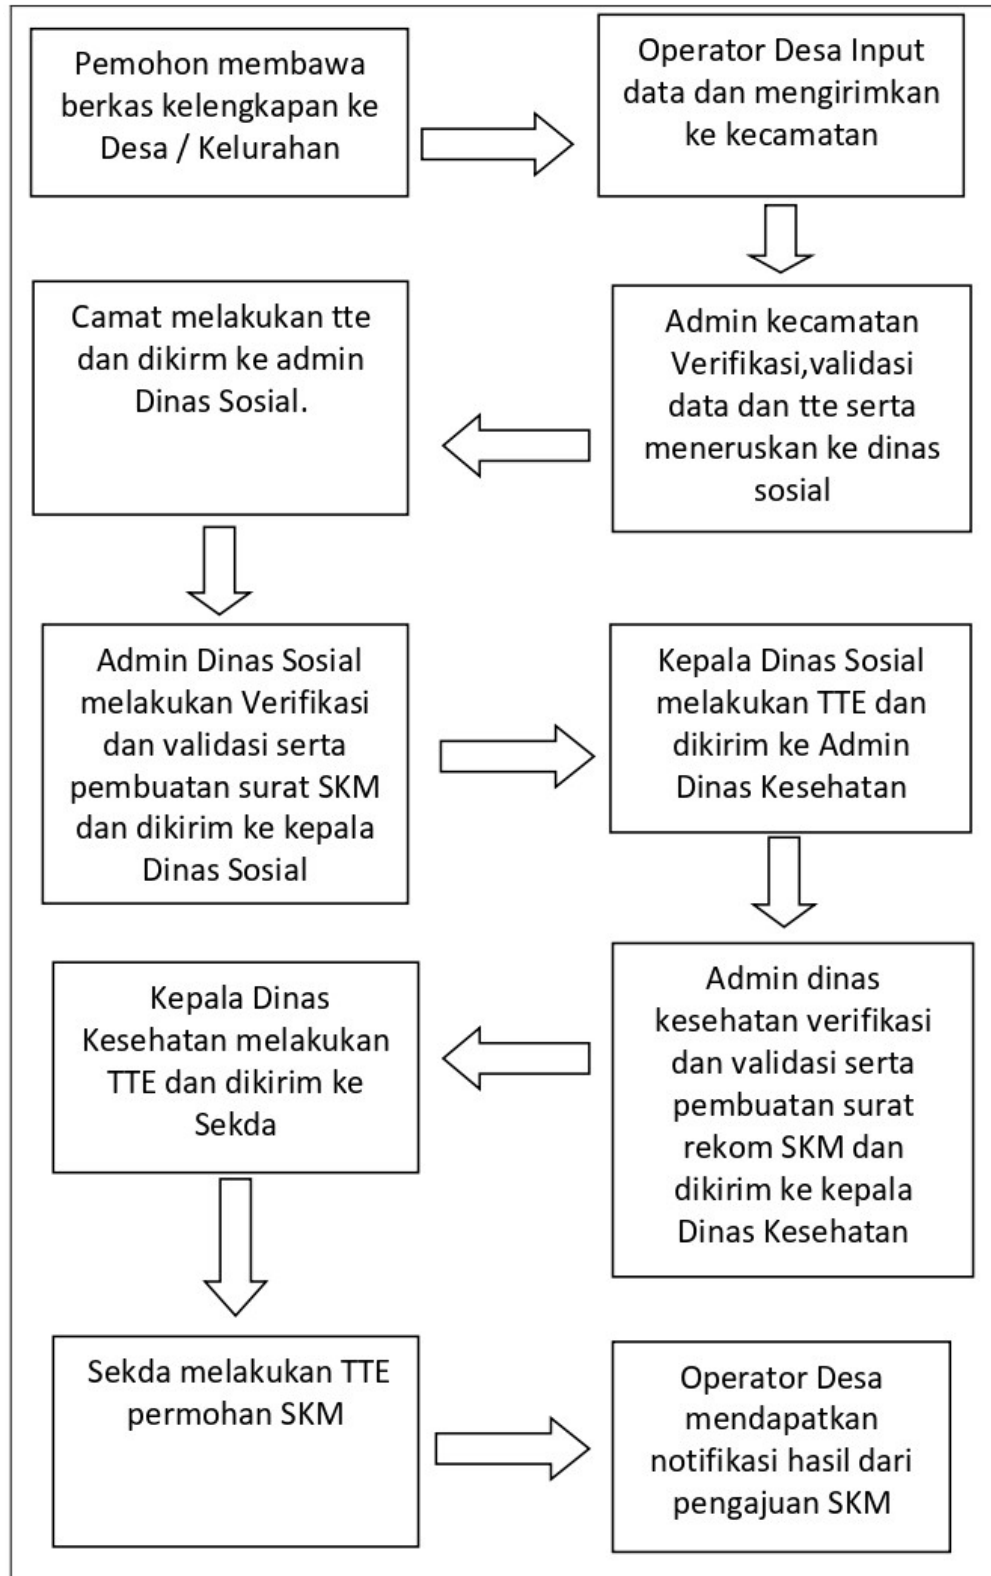 Pemohon membawa
berkas kelengkapan ke
Desa / Kelurahan
Operator Desa Input
data dan mengirimkan
ke kecamatan
Admin kecamatan
Verifikasi,validasi
data dan tte serta
meneruskan ke dinas
sosial
Camat melakukan tte
dan dikirm ke admin
Dinas Sosial.
Admin Dinas Sosial
melakukan Verifikasi
dan validasi serta
pembuatan surat SKM
dan dikirim ke kepala
Dinas Sosial
Kepala Dinas Sosial
melakukan TTE dan
dikirim ke Admin
Dinas Kesehatan
Admin dinas
kesehatan verifikasi
dan validasi serta
pembuatan surat
rekom SKM dan
dikirim ke kepala
Dinas Kesehatan
Kepala Dinas
Kesehatan melakukan
TTE dan dikirim ke
Sekda
Sekda melakukan TTE
permohan SKM
Operator Desa
mendapatkan
notifikasi hasil dari
pengajuan SKM